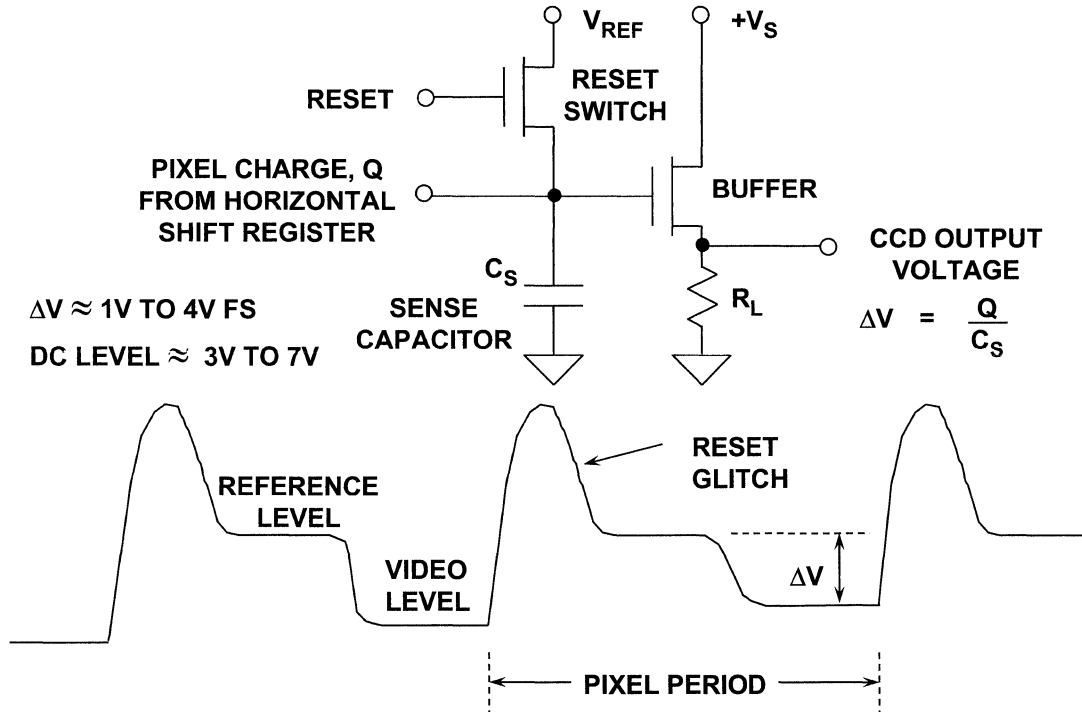 V_REF
+V_S
RESET
RESET
SWITCH
PIXEL CHARGE, Q
FROM HORIZONTAL
SHIFT REGISTER
BUFFER
CCD OUTPUT
VOLTAGE
ΔV = Q/C_S
C_S
SENSE
CAPACITOR
R_L
ΔV ≈ 1V TO 4V FS
DC LEVEL ≈ 3V TO 7V
REFERENCE
LEVEL
VIDEO
LEVEL
RESET
GLITCH
ΔV
PIXEL PERIOD